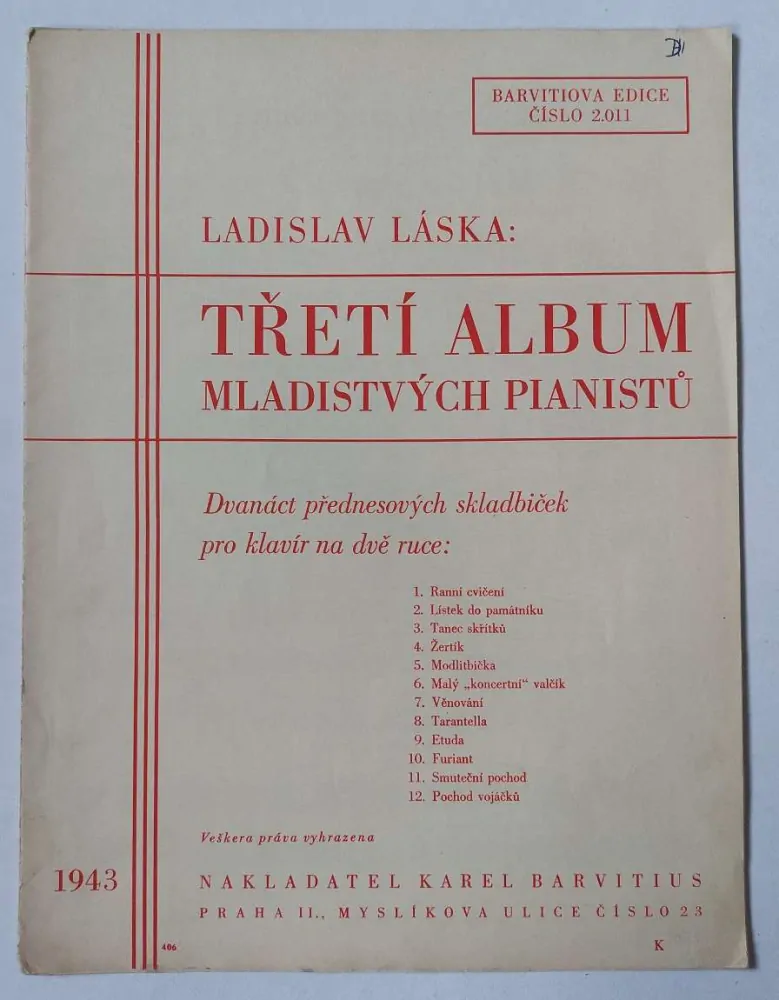 BARVITIOVA EDICE
ČÍSLO 2.011
LADISLAV LÁSKA:
TŘETÍ ALBUM
MLADISTVÝCH PIANISTŮ
Dvanáct přednesových skladbiček
pro klavír na dvě ruce:
1. Ranní cvičení
2. Lístek do památníku
3. Tanec skřítků
4. Žertík
5. Modlitbička
6. Malý „koncertní“ valčík
7. Věnování
8. Tarantella
9. Etuda
10. Furiant
11. Smuteční pochod
12. Pochod vojáčků
Veškera práva vyhrazena
1943
NAKLADATEL KAREL BARVITIUS
PRAHA II., MYSLÍKOVA ULICE ČÍSLO 23
406
K